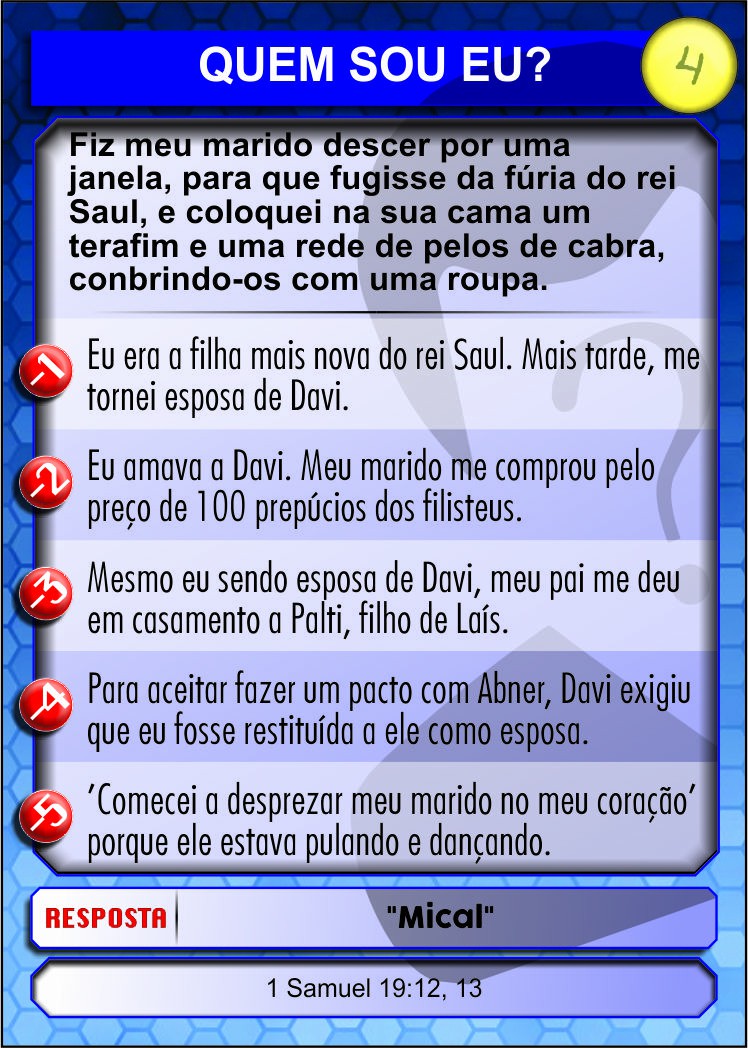 QUEM SOU EU?
4
Fiz meu marido descer por uma
janela, para que fugisse da fúria do rei
Saul, e coloquei na sua cama um
terafim e uma rede de pelos de cabra,
conbrindo-os com uma roupa.
1 Eu era a filha mais nova do rei Saul. Mais tarde, me
tornei esposa de Davi.
2 Eu amava a Davi. Meu marido me comprou pelo
preço de 100 prepúcios dos filisteus.
3 Mesmo eu sendo esposa de Davi, meu pai me deu
em casamento a Palti, filho de Laís.
4 Para aceitar fazer um pacto com Abner, Davi exigiu
que eu fosse restituída a ele como esposa.
5 'Comecei a desprezar meu marido no meu coração'
porque ele estava pulando e dançando.
RESPOSTA "Mical"
1 Samuel 19:12, 13